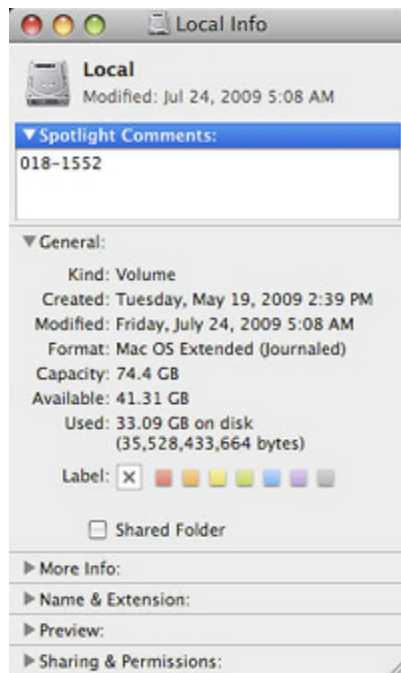 Local Info
Local
Modified: Jul 24, 2009 5:08 AM
Spotlight Comments:
018-1552
General:
Kind: Volume
Created: Tuesday, May 19, 2009 2:39 PM
Modified: Friday, July 24, 2009 5:08 AM
Format: Mac OS Extended (Journaled)
Capacity: 74.4 GB
Available: 41.31 GB
Used: 33.09 GB on disk
(35,528,433,664 bytes)
Label:
Shared Folder
More Info:
Name & Extension:
Preview:
Sharing & Permissions: